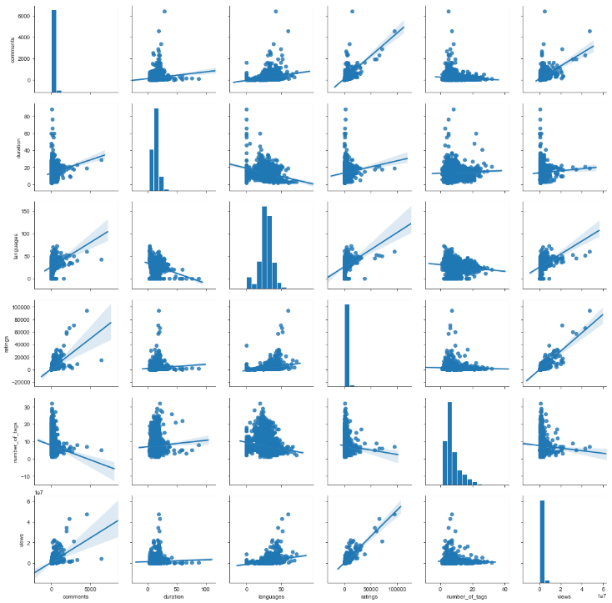 6000
4000
2000
0
comments
80
60
40
20
0
duration
150
100
50
0
languages
100000
80000
60000
40000
20000
0
−20000
ratings
30
20
10
0
−10
number_of_tags
1e7
6
4
2
0
views
0 5000
comments
0 50 100
duration
0 50
languages
0 50000 100000
ratings
0 20 40
number_of_tags
0 2 4 6
views
1e7